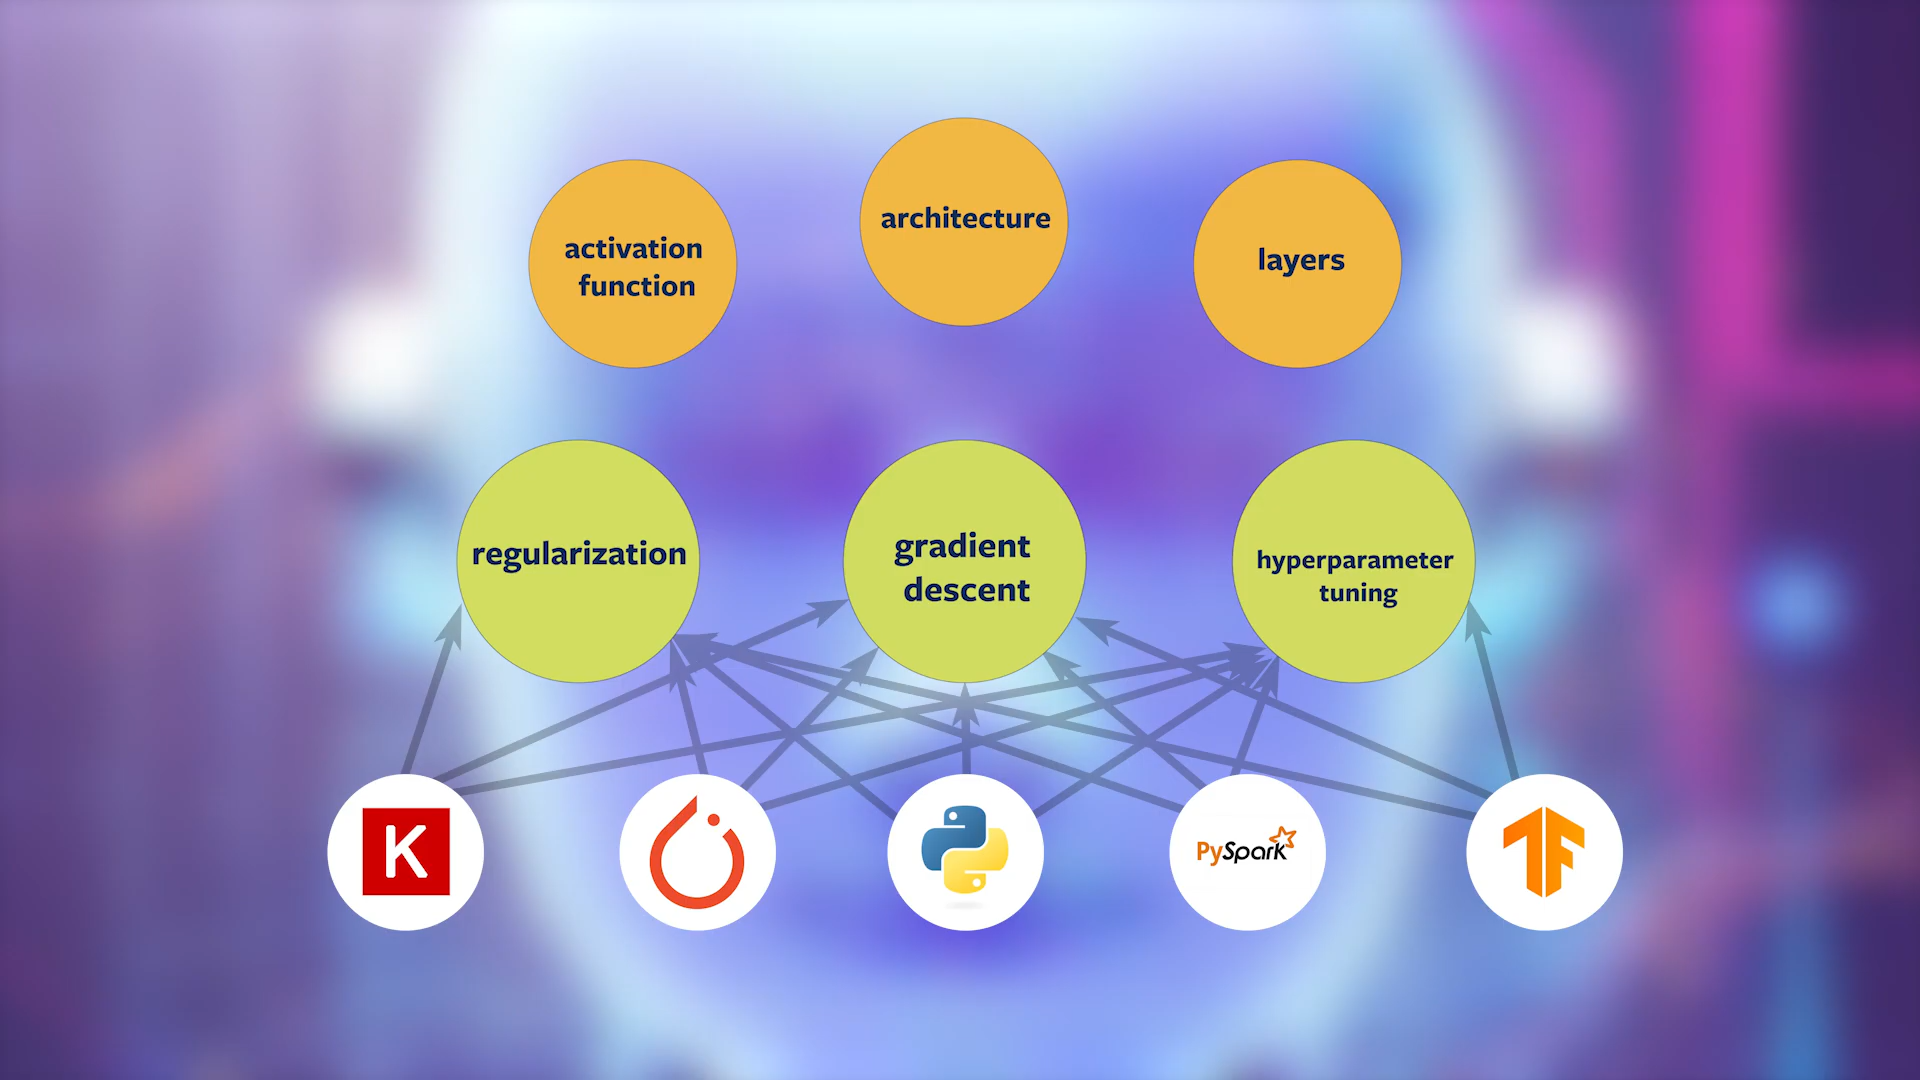 architecture
activation
function
layers
regularization
gradient
descent
hyperparameter
tuning
K
PySpark